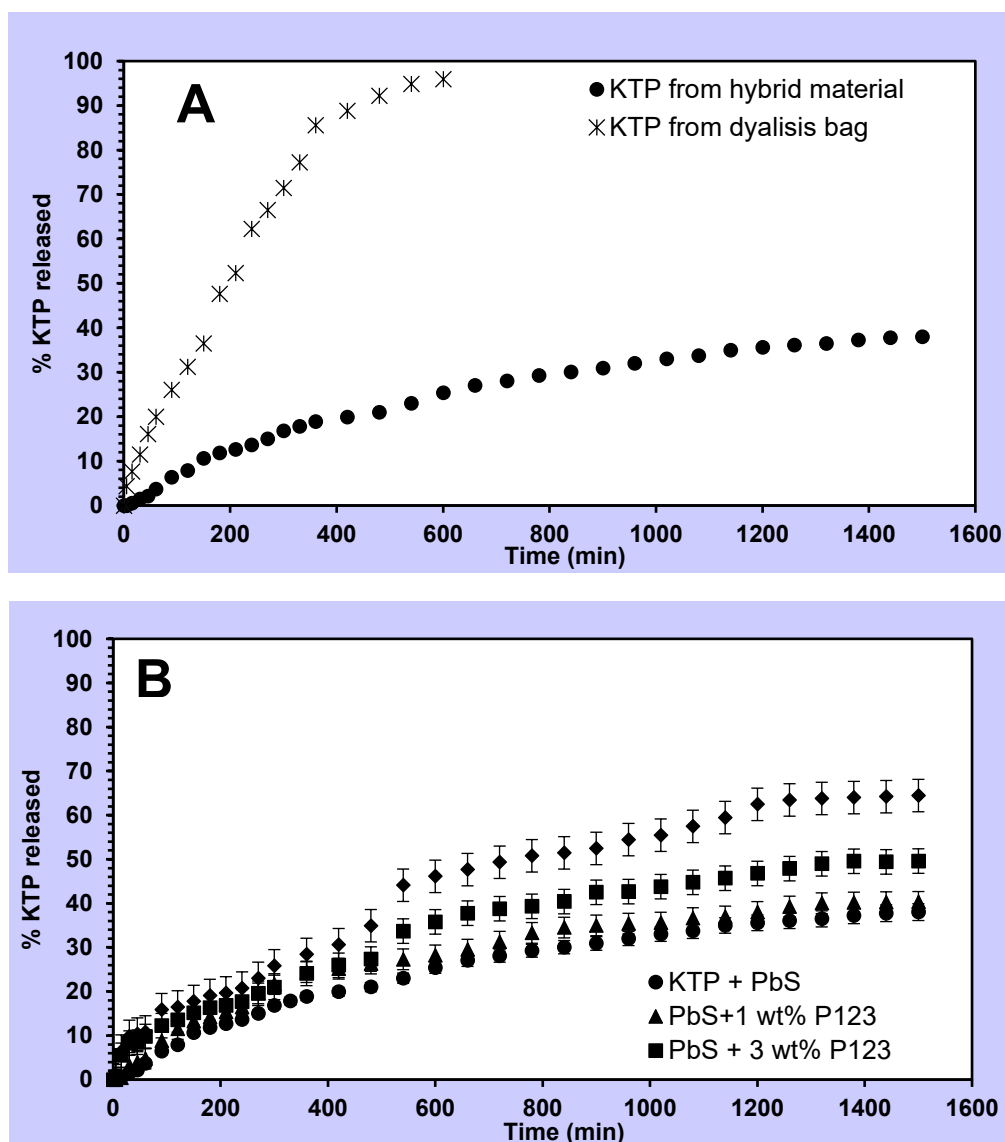 100
90
80
70
60
50
40
30
20
10
0
% KTP released
A
KTP from hybrid material
KTP from dyalisis bag
0 200 400 600 800 1000 1200 1400 1600
Time (min)
100
90
80
70
60
50
40
30
20
10
0
% KTP released
B
KTP + PbS
PbS+1 wt% P123
PbS + 3 wt% P123
0 200 400 600 800 1000 1200 1400 1600
Time (min)